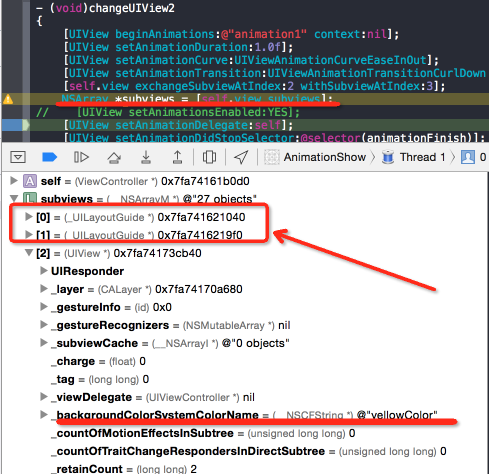 - (void)changeUIView2
{
[UIView beginAnimations:@"animation1" context:nil];
[UIView setAnimationDuration:1.0f];
[UIView setAnimationCurve:UIViewAnimationCurveEaseInOut];
[UIView setAnimationTransition:UIViewAnimationTransitionCurlDown
[self.view exchangeSubviewAtIndex:2 withSubviewAtIndex:3];
NSArray *subviews = [self.view subviews];
// [UIView setAnimationsEnabled:YES];
[UIView setAnimationDelegate:self];
[UIView setAnimationDidStopSelector:@selector(animationFinish)];
AnimationShow Thread 1 0
A self = (ViewController *) 0x7fa74161b0d0
L subviews = (__NSArrayM *) @"27 objects"
[0] = (_UILayoutGuide *) 0x7fa741621040
[1] = (_UILayoutGuide *) 0x7fa7416219f0
[2] = (UIView *) 0x7fa74173cb40
UIResponder
_layer = (CALayer *) 0x7fa74170a680
_gestureInfo = (id) 0x0
_gestureRecognizers = (NSMutableArray *) nil
_subviewCache = (__NSArrayI *) @"0 objects"
_charge = (float) 0
_tag = (long long) 0
_viewDelegate = (UIViewController *) nil
_backgroundColorSystemColorName = (__NSCFString *) @"yellowColor"
_countOfMotionEffectsInSubtree = (unsigned long long) 0
_countOfTraitChangeRespondersInDirectSubtree = (unsigned long long) 0
_retainCount = (long long) 2